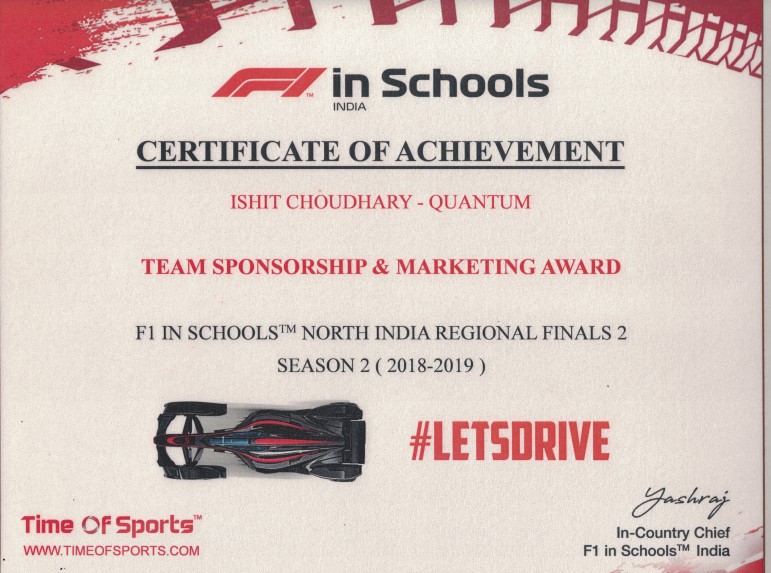 F1™ in Schools
INDIA
CERTIFICATE OF ACHIEVEMENT
ISHIT CHOUDHARY - QUANTUM
TEAM SPONSORSHIP & MARKETING AWARD
F1 IN SCHOOLS™ NORTH INDIA REGIONAL FINALS 2
SEASON 2 ( 2018-2019 )
#LETSDRIVE
Yashraj
Time Of Sports™
WWW.TIMEOFSPORTS.COM
In-Country Chief
F1 in Schools™ India